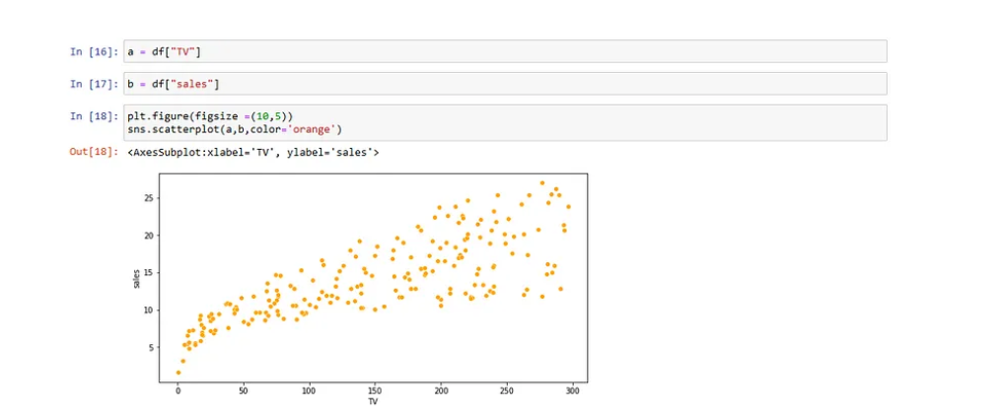 In [16]: a = df["TV"]
In [17]: b = df["sales"]
In [18]: plt.figure(figsize =(10,5))
sns.scatterplot(a,b,color='orange')
Out[18]: <AxesSubplot:xlabel='TV', ylabel='sales'>
25
20
15
10
5
sales
0 50 100 150 200 250 300
TV